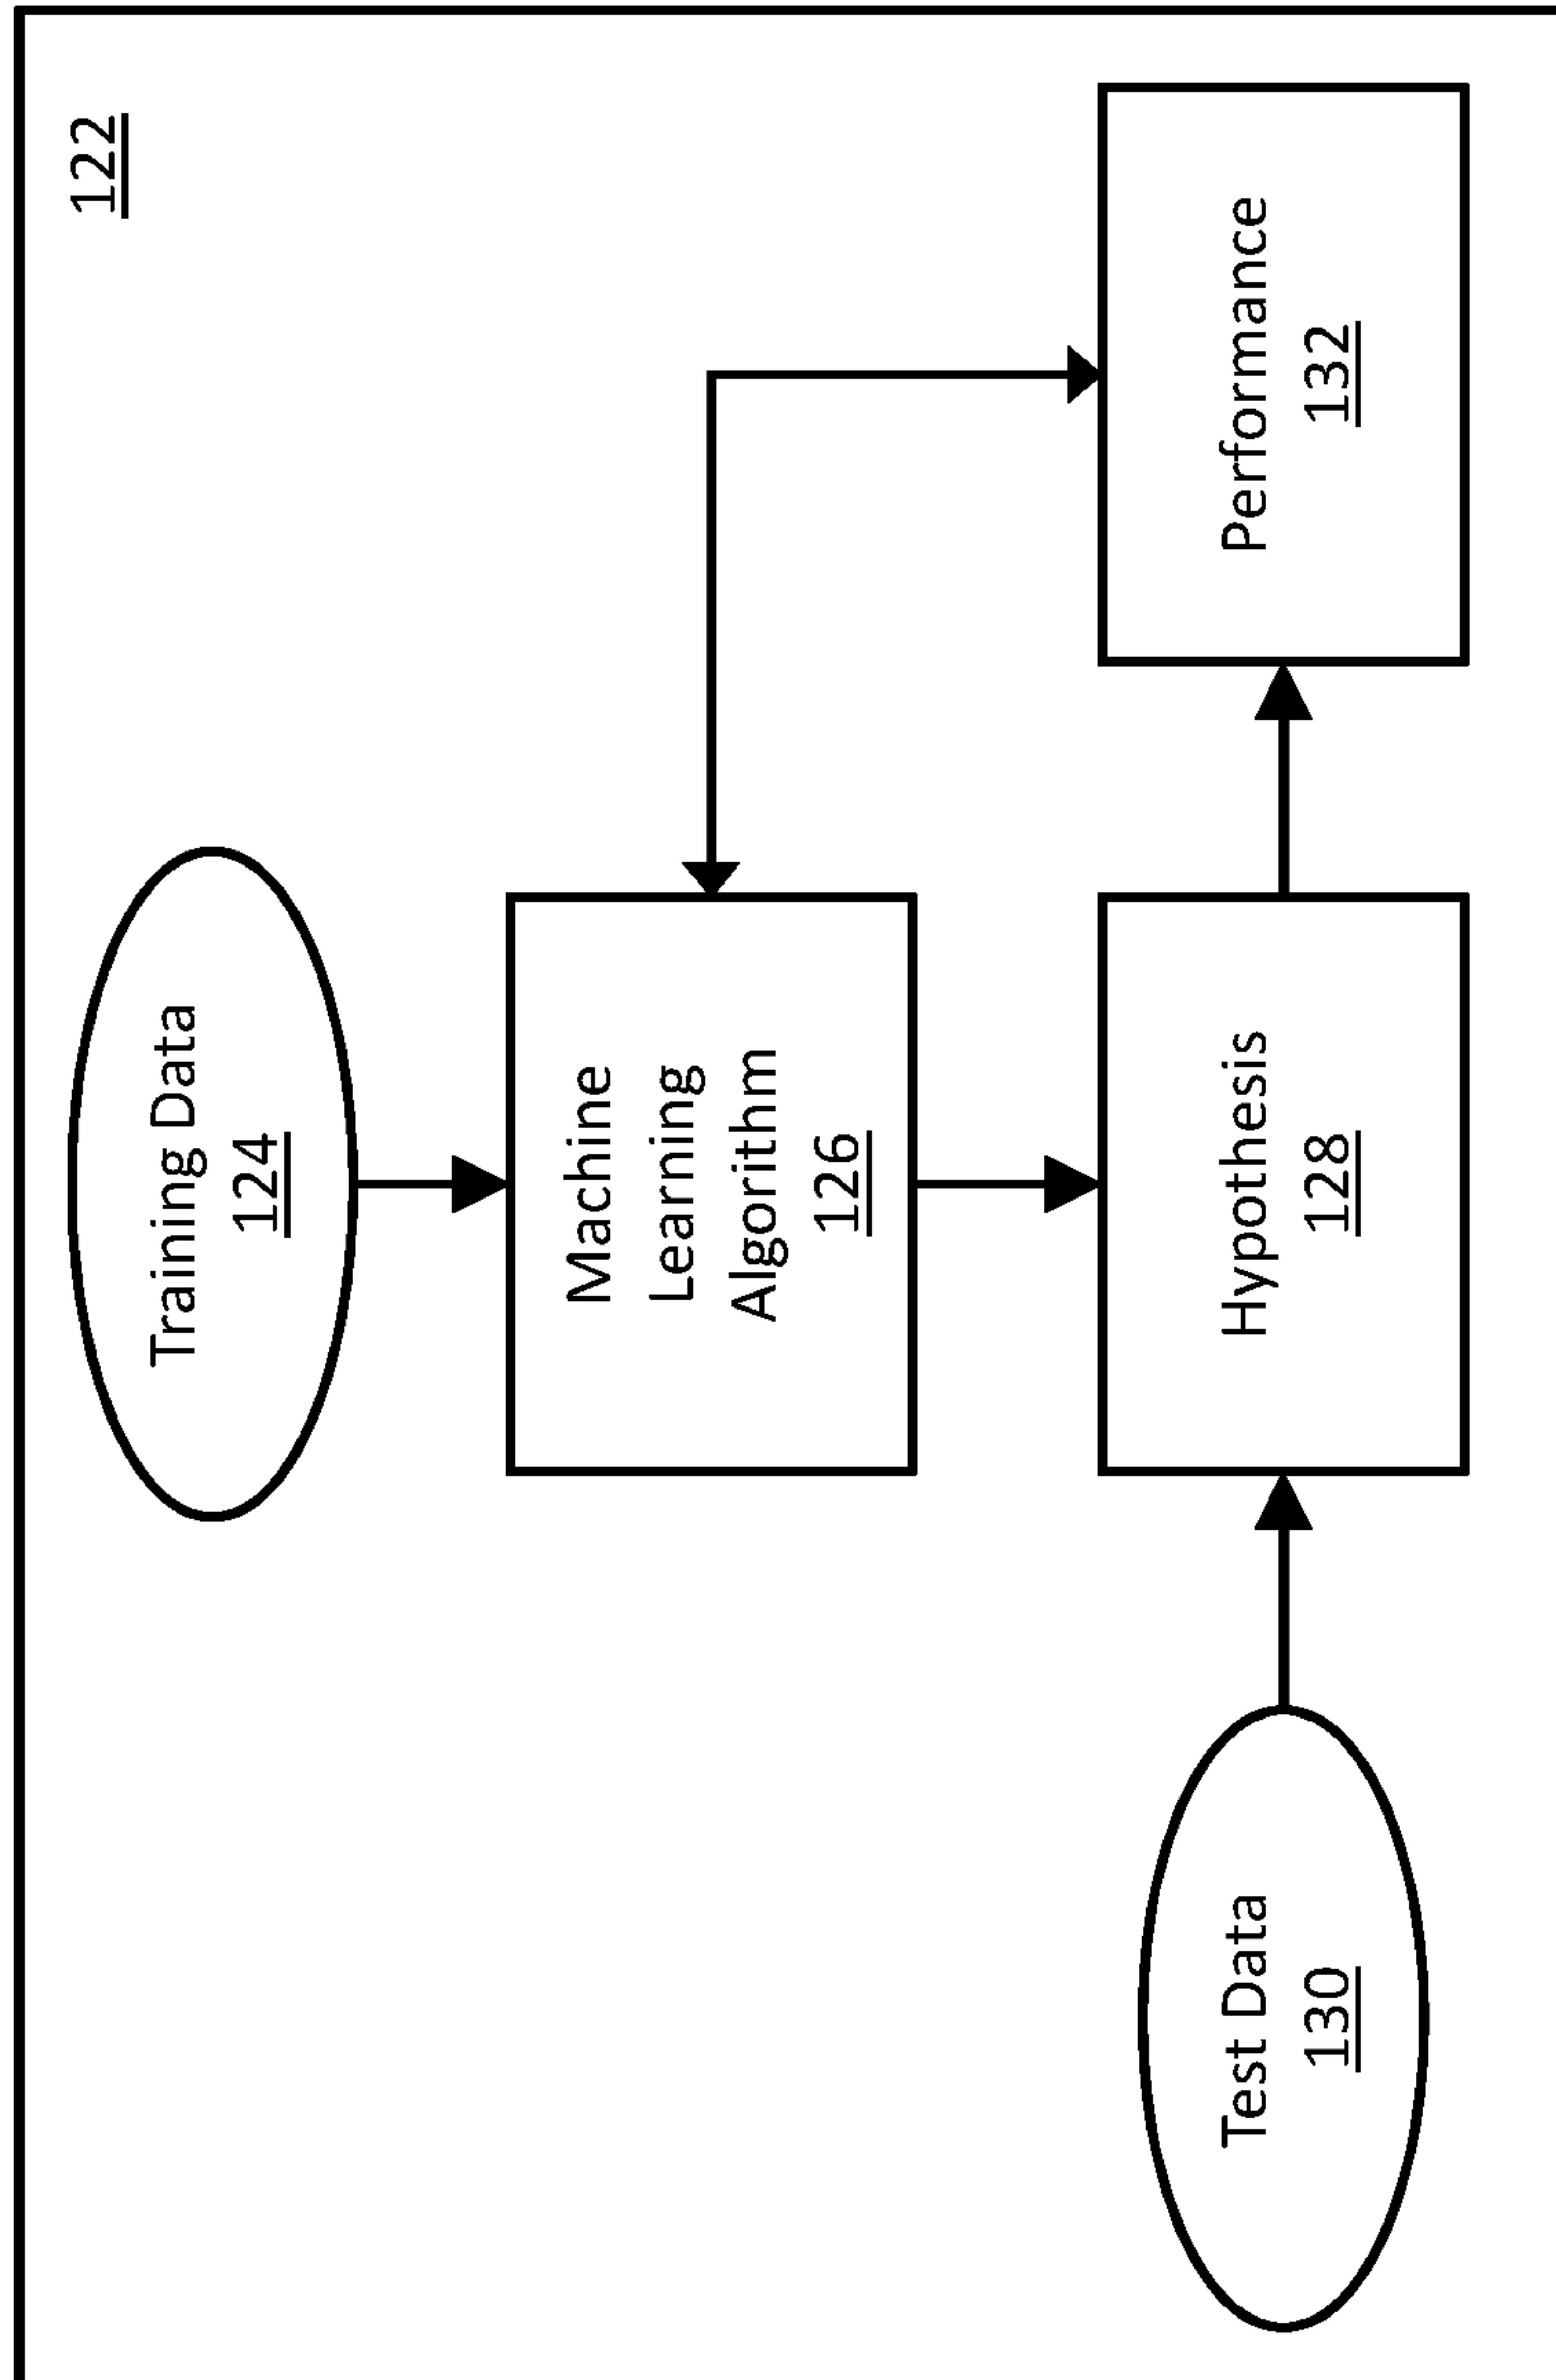 122
Training Data
124
Machine
Learning
Algorithm
126
Test Data
130
Hypothesis
128
Performance
132